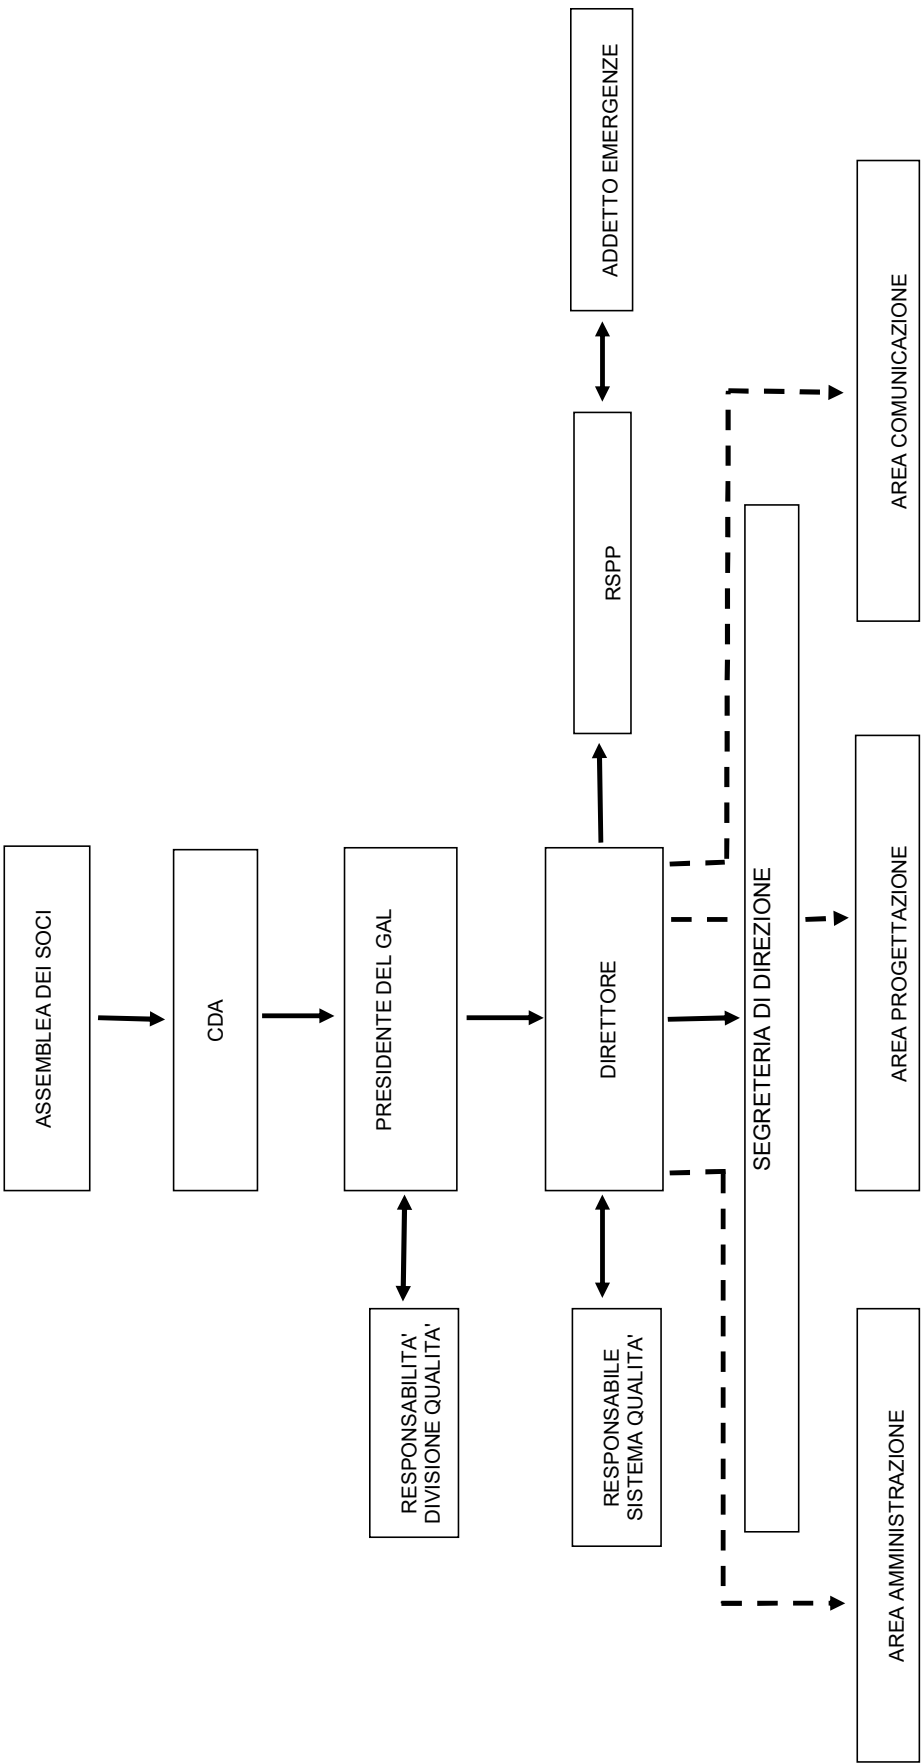 ASSEMBLEA DEI SOCI
CDA
RESPONSABILITA'
DIVISIONE QUALITA'
PRESIDENTE DEL GAL
RESPONSABILE
SISTEMA QUALITA'
DIRETTORE
RSPP
ADDETTO EMERGENZE
SEGRETERIA DI DIREZIONE
AREA AMMINISTRAZIONE
AREA PROGETTAZIONE
AREA COMUNICAZIONE